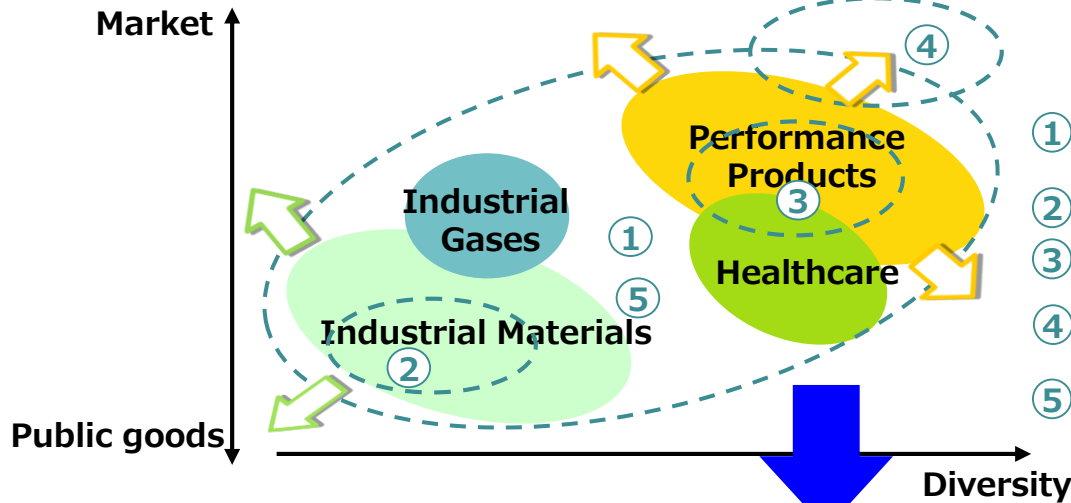 Market
④
①
Performance
Products
③
Industrial
Gases
②
①
③
Healthcare
⑤
Industrial Materials
④
②
⑤
Public goods
Diversity